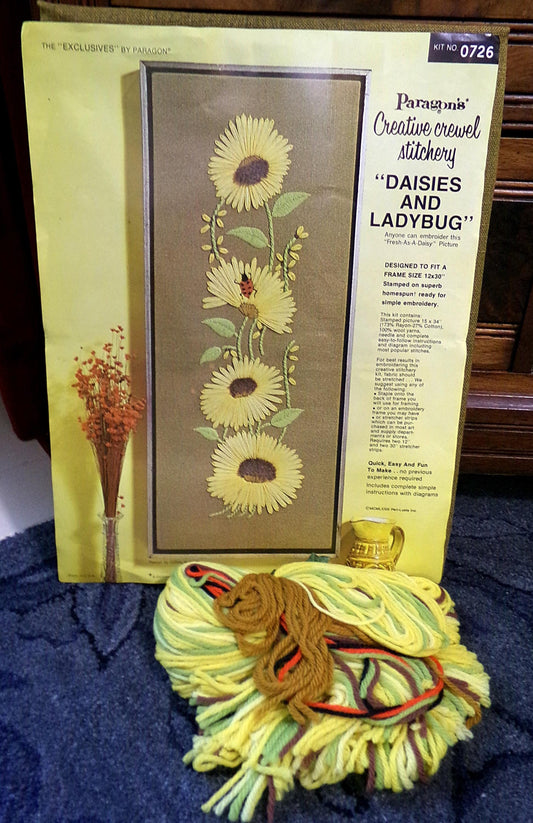 THE "EXCLUSIVES" BY PARAGON®
KIT NO. 0726
Paragon's®
Creative crewel
stitchery
"DAISIES
AND
LADYBUG"
Anyone can embroider this
"Fresh-As-A-Daisy" Picture
DESIGNED TO FIT A
FRAME SIZE 12x30"
Stamped on superb
homespun† ready for
simple embroidery.
This kit contains:
Stamped picture 15 x 34"
(†73% Rayon-27% Cotton),
100% wool yarns,
needle and complete
easy-to-follow instructions
and diagram including
most popular stitches.
For best results in
embroidering this
creative stitchery
kit, fabric should
be stretched... We
suggest using any of
the following:
• Staple onto the
back of frame you
will use for framing
• or on an embroidery
frame you may have
• or stretcher strips
which can be pur-
chased in most art
and supply depart-
ments or stores.
Requires two 12"
and two 30" stretcher
strips.
Quick, Easy And Fun
To Make... no previous
experience required
Includes complete simple
instructions with diagrams